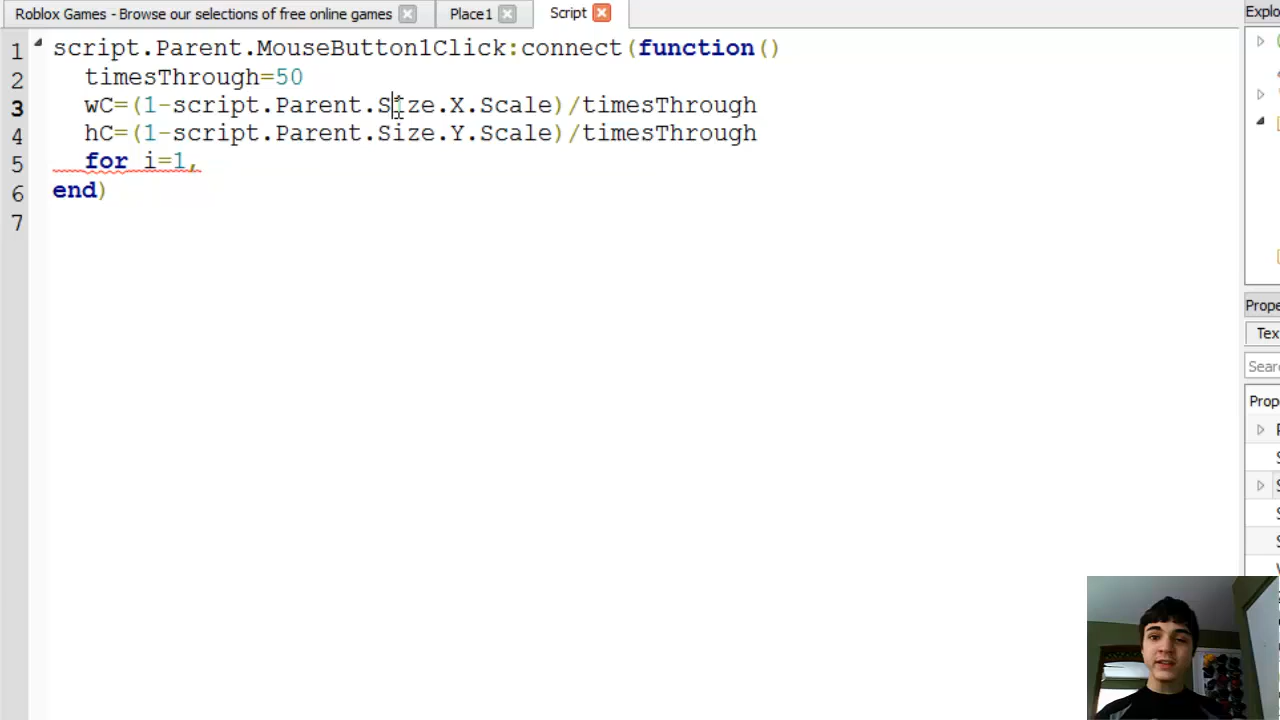 Roblox Games - Browse our selections of free online games
Place1
Script
Explo
1 script.Parent.MouseButton1Click:connect(function()
2 timesThrough=50
3 wC=(1-script.Parent.Size.X.Scale)/timesThrough
4 hC=(1-script.Parent.Size.Y.Scale)/timesThrough
5 for i=1,
6 end)
7
Prope
Tex
Sear
Prope